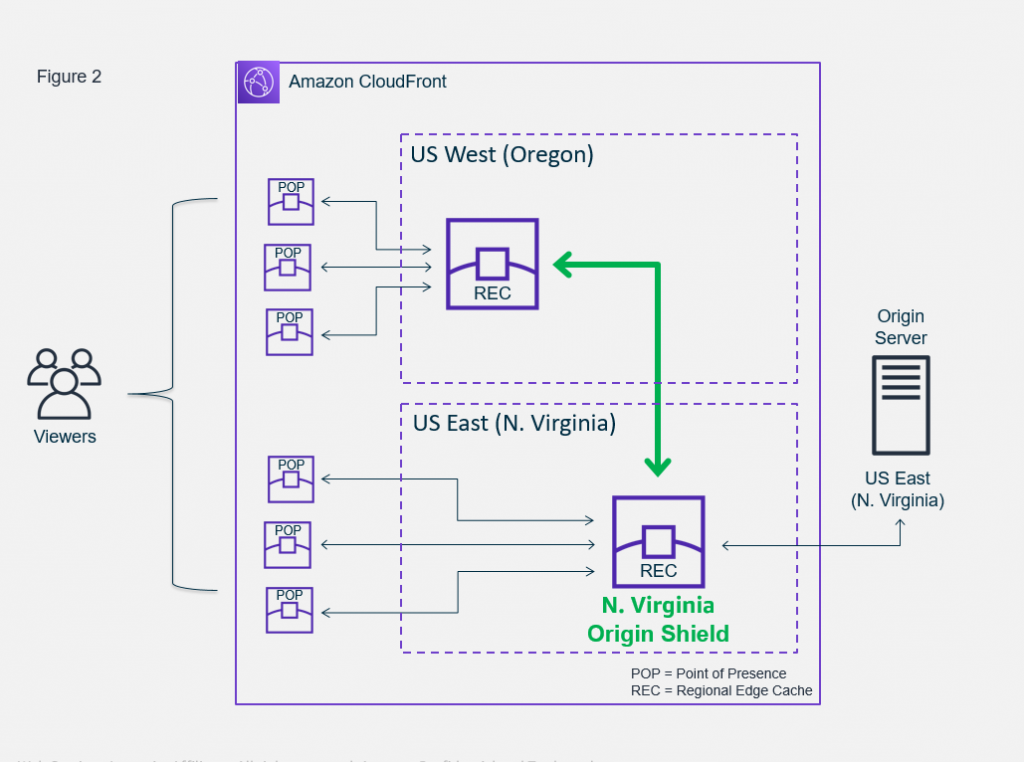 Figure 2
Amazon CloudFront
US West (Oregon)
POP
POP
POP
REC
Viewers
Origin
Server
US East
(N. Virginia)
US East (N. Virginia)
POP
POP
POP
REC
N. Virginia
Origin Shield
POP = Point of Presence
REC = Regional Edge Cache